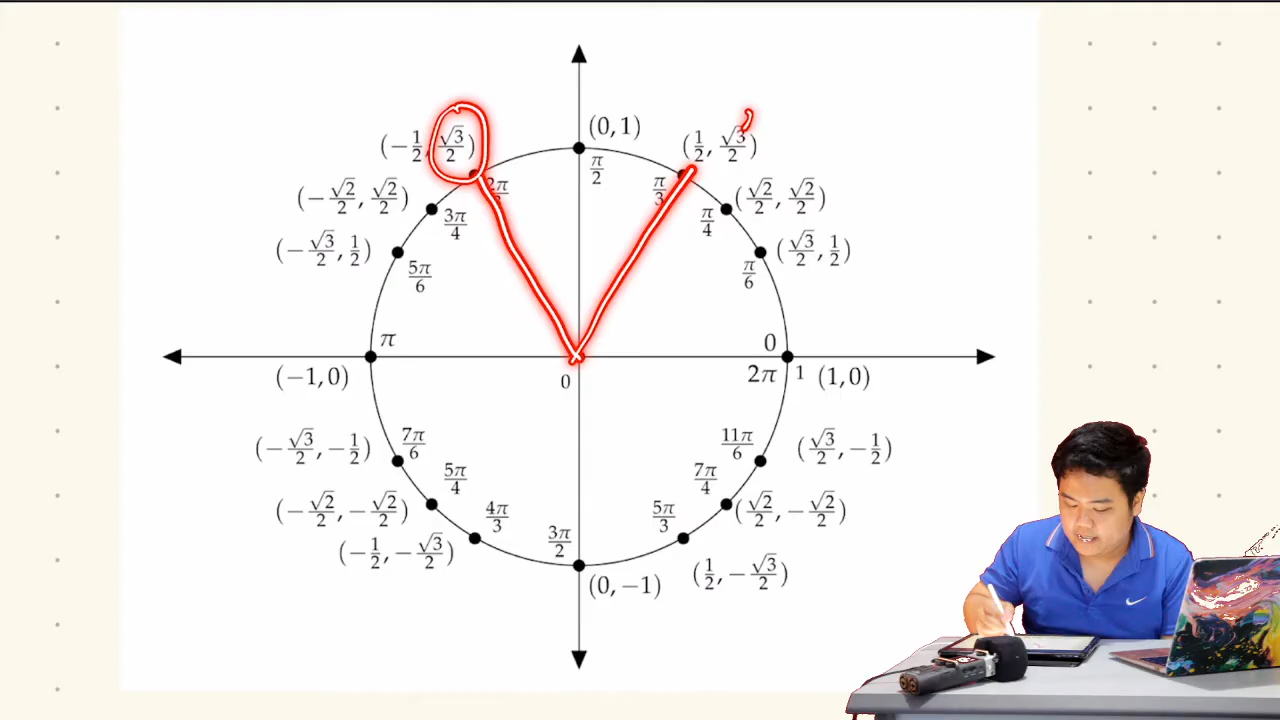 (0, 1)
(−1/2, √3/2)
(1/2, √3/2)
π/2
2π
π/3
(−√2/2, √2/2)
(√2/2, √2/2)
3π/4
π/4
(−√3/2, 1/2)
(√3/2, 1/2)
5π/6
π/6
π
0
(−1, 0)
0
2π
1
(1, 0)
(−√3/2, −1/2)
7π/6
11π/6
(√3/2, −1/2)
5π/4
7π/4
(−√2/2, −√2/2)
4π/3
5π/3
(√2/2, −√2/2)
(−1/2, −√3/2)
3π/2
(0, −1)
(1/2, −√3/2)